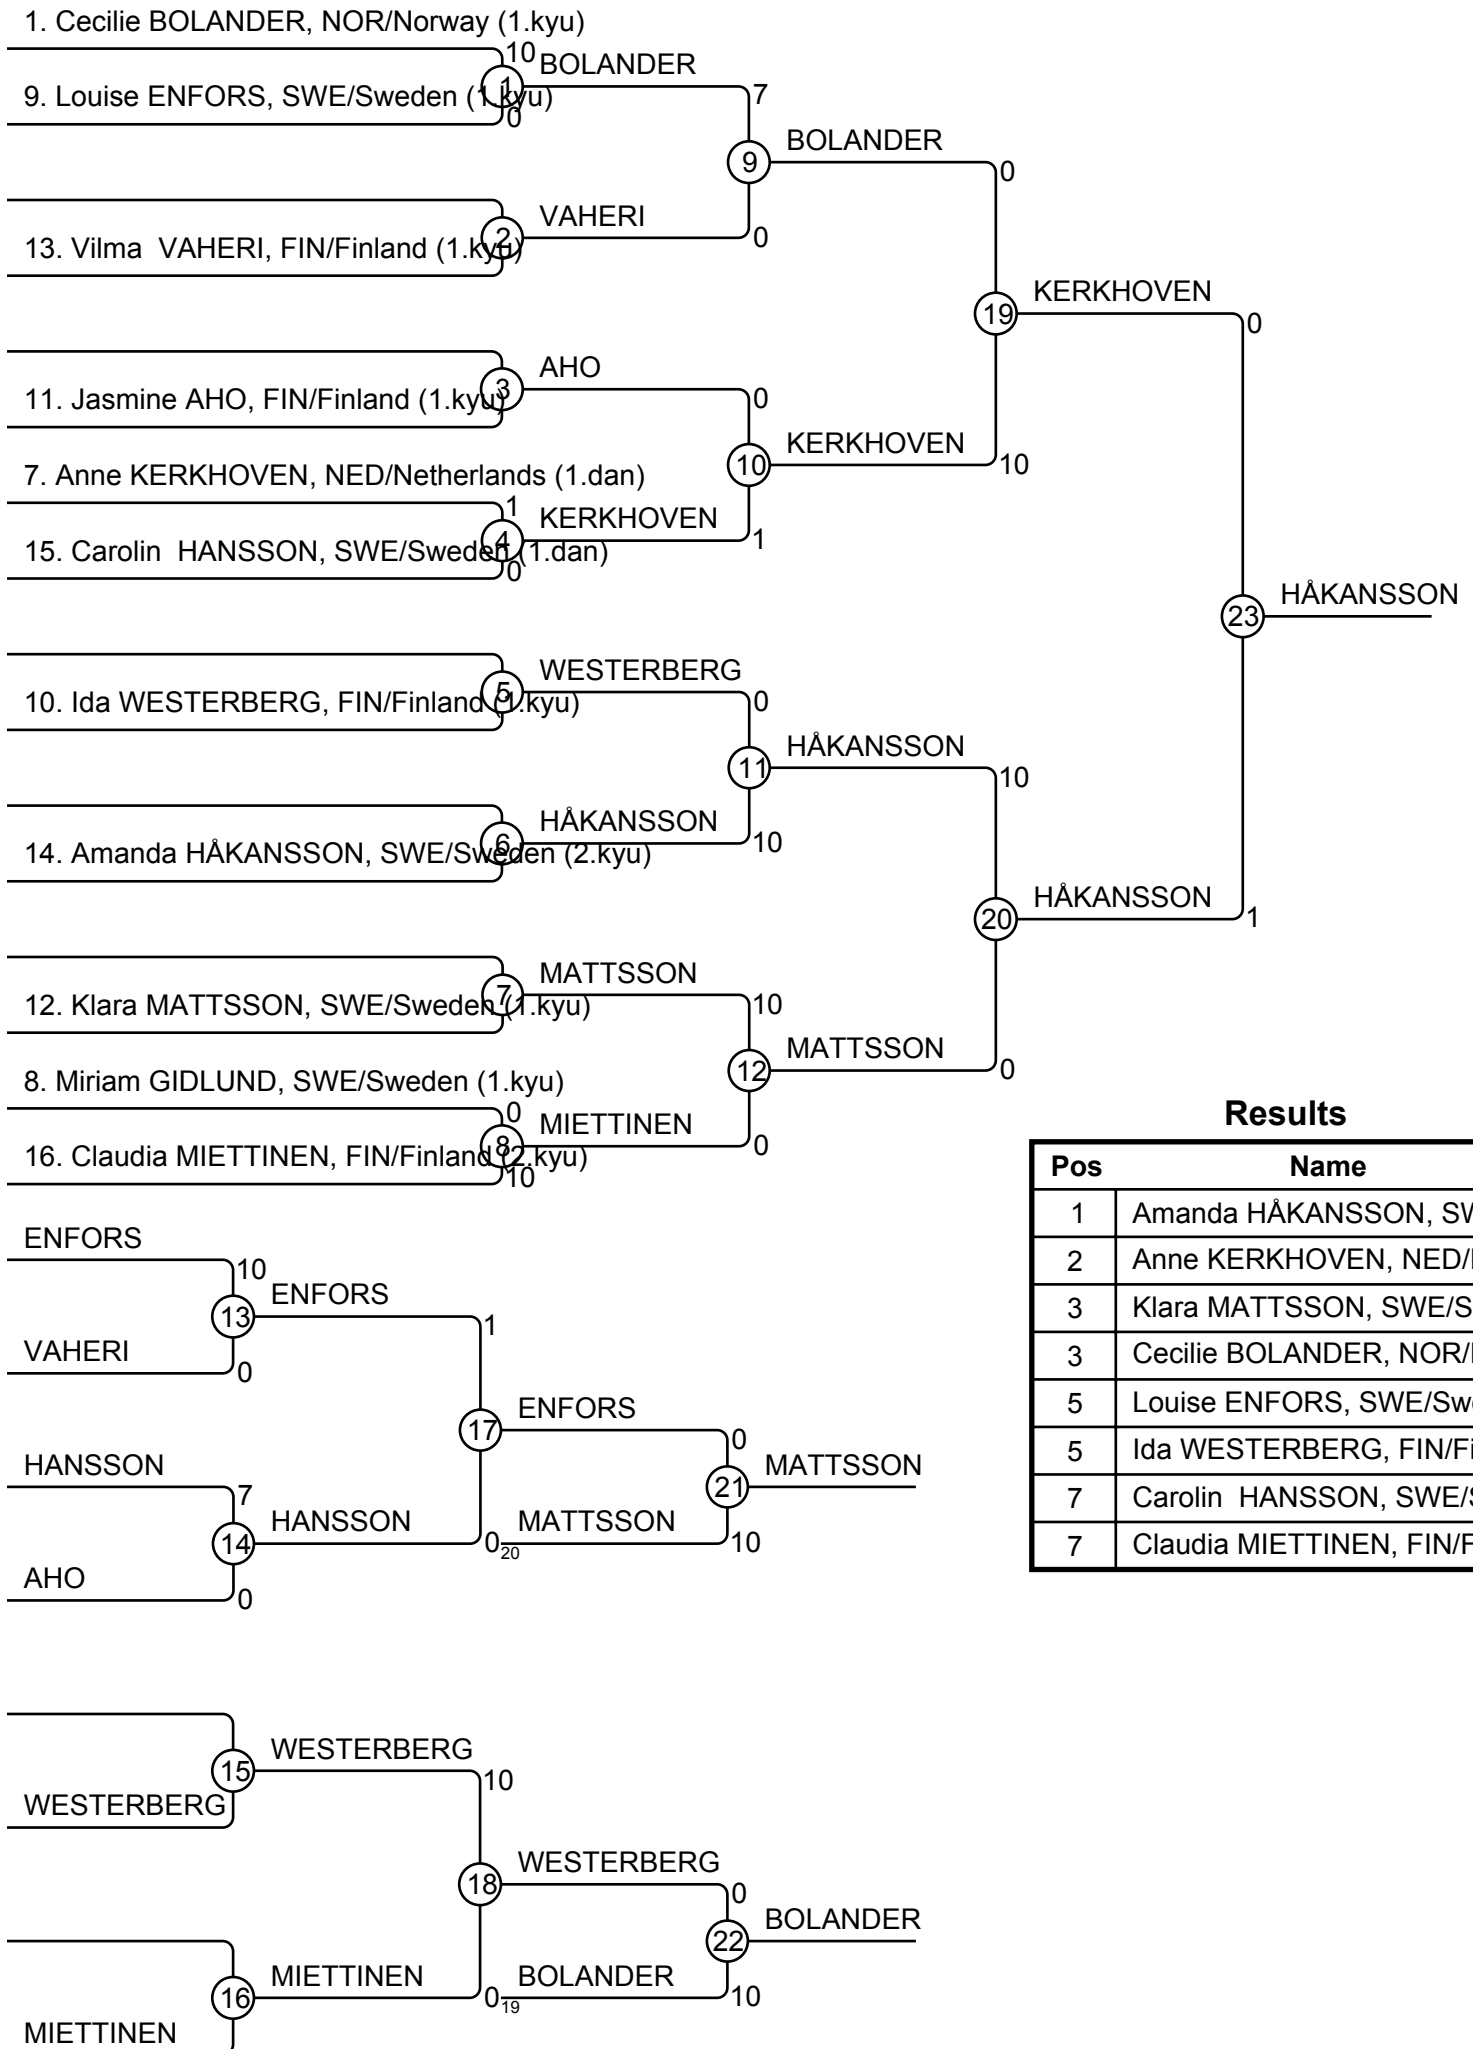 1. Cecilie BOLANDER, NOR/Norway (1.kyu)
10
BOLANDER
1
7
9. Louise ENFORS, SWE/Sweden (1.kyu)
0
BOLANDER
9
0
VAHERI
2
0
13. Vilma  VAHERI, FIN/Finland (1.kyu)
KERKHOVEN
19
0
AHO
3
0
11. Jasmine AHO, FIN/Finland (1.kyu)
KERKHOVEN
10
10
7. Anne KERKHOVEN, NED/Netherlands (1.dan)
1
KERKHOVEN
4
1
15. Carolin  HANSSON, SWE/Sweden (1.dan)
0
HÅKANSSON
23
WESTERBERG
5
0
10. Ida WESTERBERG, FIN/Finland (1.kyu)
HÅKANSSON
11
10
HÅKANSSON
6
10
14. Amanda HÅKANSSON, SWE/Sweden (2.kyu)
HÅKANSSON
20
1
MATTSSON
7
10
12. Klara MATTSSON, SWE/Sweden (1.kyu)
MATTSSON
12
0
8. Miriam GIDLUND, SWE/Sweden (1.kyu)
0
MIETTINEN
8
0
16. Claudia MIETTINEN, FIN/Finland (2.kyu)
10
Results
Pos Name
1 Amanda HÅKANSSON, SW
2 Anne KERKHOVEN, NED/
3 Klara MATTSSON, SWE/S
3 Cecilie BOLANDER, NOR/
5 Louise ENFORS, SWE/Sw
5 Ida WESTERBERG, FIN/Fi
7 Carolin  HANSSON, SWE/
7 Claudia MIETTINEN, FIN/F
ENFORS
10
ENFORS
13
1
VAHERI
0
ENFORS
17
0
HANSSON
7
MATTSSON
21
HANSSON
14
0
20
MATTSSON
10
AHO
0
WESTERBERG
15
10
WESTERBERG
WESTERBERG
18
0
BOLANDER
22
MIETTINEN
16
0
19
BOLANDER
10
MIETTINEN